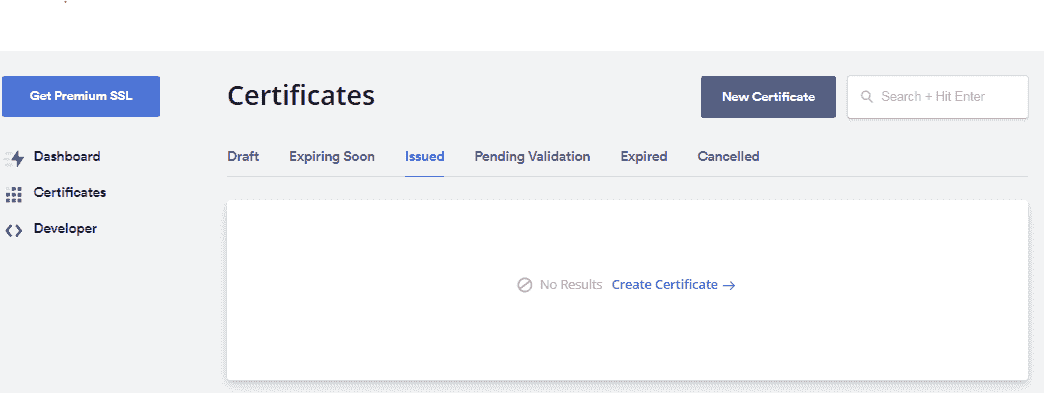 Get Premium SSL
Certificates
New Certificate
Search + Hit Enter
Dashboard
Certificates
Developer
Draft Expiring Soon Issued Pending Validation Expired Cancelled
No Results Create Certificate →